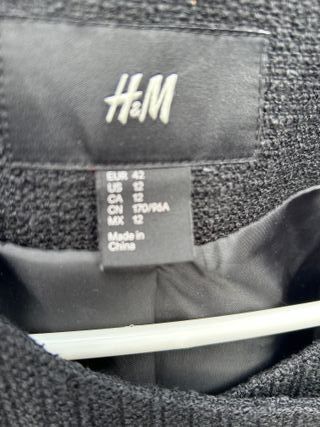 H&M
EUR 42
US 12
CA 12
CN 170/96A
MX 12
Made in
China